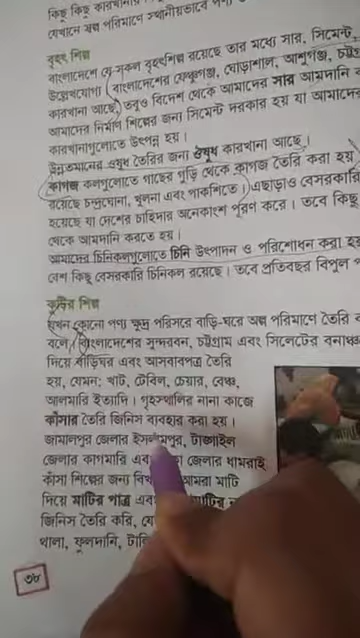 কিছু কিছু কারখানায়
যেখানে স্বল্প পরিমাণে স্থানীয়ভাবে পণ্য
বৃহৎ শিল্প
বাংলাদেশে যে সকল বৃহৎশিল্প রয়েছে তার মধ্যে সার, সিমেন্ট,
উল্লেখযোগ্য। বাংলাদেশের ফেঞ্চুগঞ্জ, ঘোড়াশাল, আশুগঞ্জ,
কারখানা আছে, তবুও বিদেশ থেকে আমাদের সার আমদানি
আমাদের নির্মাণ শিল্পের জন্য সিমেন্ট দরকার হয় যা আমাদের
কারখানাগুলোতে উৎপন্ন হয়।
উন্নতমানের ওষুধ তৈরির জন্য ঔষুধ কারখানা আছে।
কাগজ কলগুলোতে গাছের গুড়ি থেকে কাগজ তৈরি করা হয়
রয়েছে চন্দ্রঘোনা, খুলনা এবং পাকশিতে। এছাড়াও বেসরকারি
হয়েছে যা দেশের চাহিদার অনেকাংশ পূরণ করে। তবে কিছু
থেকে আমদানি করতে হয়।
আমাদের চিনিকলগুলোতে চিনি উৎপাদন ও পরিশোধন করা হয়
বেশ কিছু বেসরকারি চিনিকল রয়েছে। তবে প্রতিবছর বিপুল
কুটির শিল্প
যখন কোনো পণ্য ক্ষুদ্র পরিসরে বাড়ি-ঘরে অল্প পরিমাণে তৈরি
বলে। বাংলাদেশের সুন্দরবন, চট্টগ্রাম এবং সিলেটের
দিয়ে বাড়িঘর এবং আসবাবপত্র তৈরি
হয়, যেমন: খাট, টেবিল, চেয়ার, বেঞ্চ,
আলমারি ইত্যাদি। গৃহস্থালির নানা কাজে
কাঁসার তৈরি জিনিস ব্যবহার করা হয়।
জামালপুর জেলার ইসলামপুর, টাঙ্গাইল
জেলার কাগমারি এবং জেলার ধামরাই
কাঁসা শিল্পের জন্য আমরা মাটি
দিয়ে মাটির পাত্র এবং
জিনিস তৈরি করি,
থালা, ফুলদানি,
৩৮